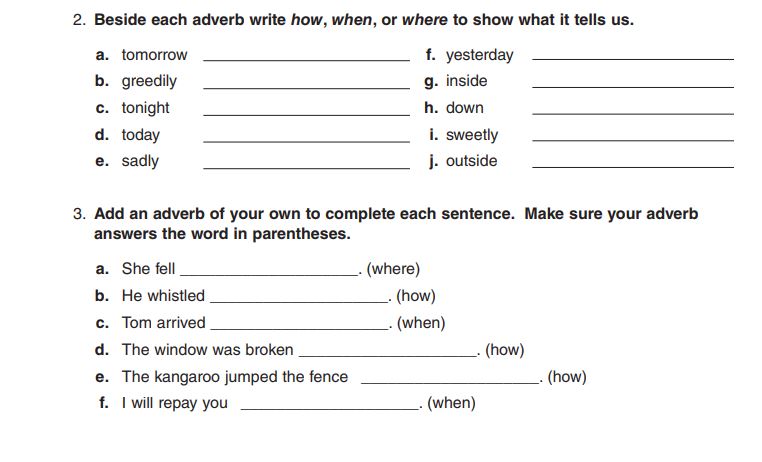 2. Beside each adverb write how, when, or where to show what it tells us.
a. tomorrow ____________ f. yesterday ____________
b. greedily ____________ g. inside ____________
c. tonight ____________ h. down ____________
d. today ____________ i. sweetly ____________
e. sadly ____________ j. outside ____________
3. Add an adverb of your own to complete each sentence. Make sure your adverb
answers the word in parentheses.
a. She fell ____________. (where)
b. He whistled ____________. (how)
c. Tom arrived ____________. (when)
d. The window was broken ____________. (how)
e. The kangaroo jumped the fence ____________. (how)
f. I will repay you ____________. (when)